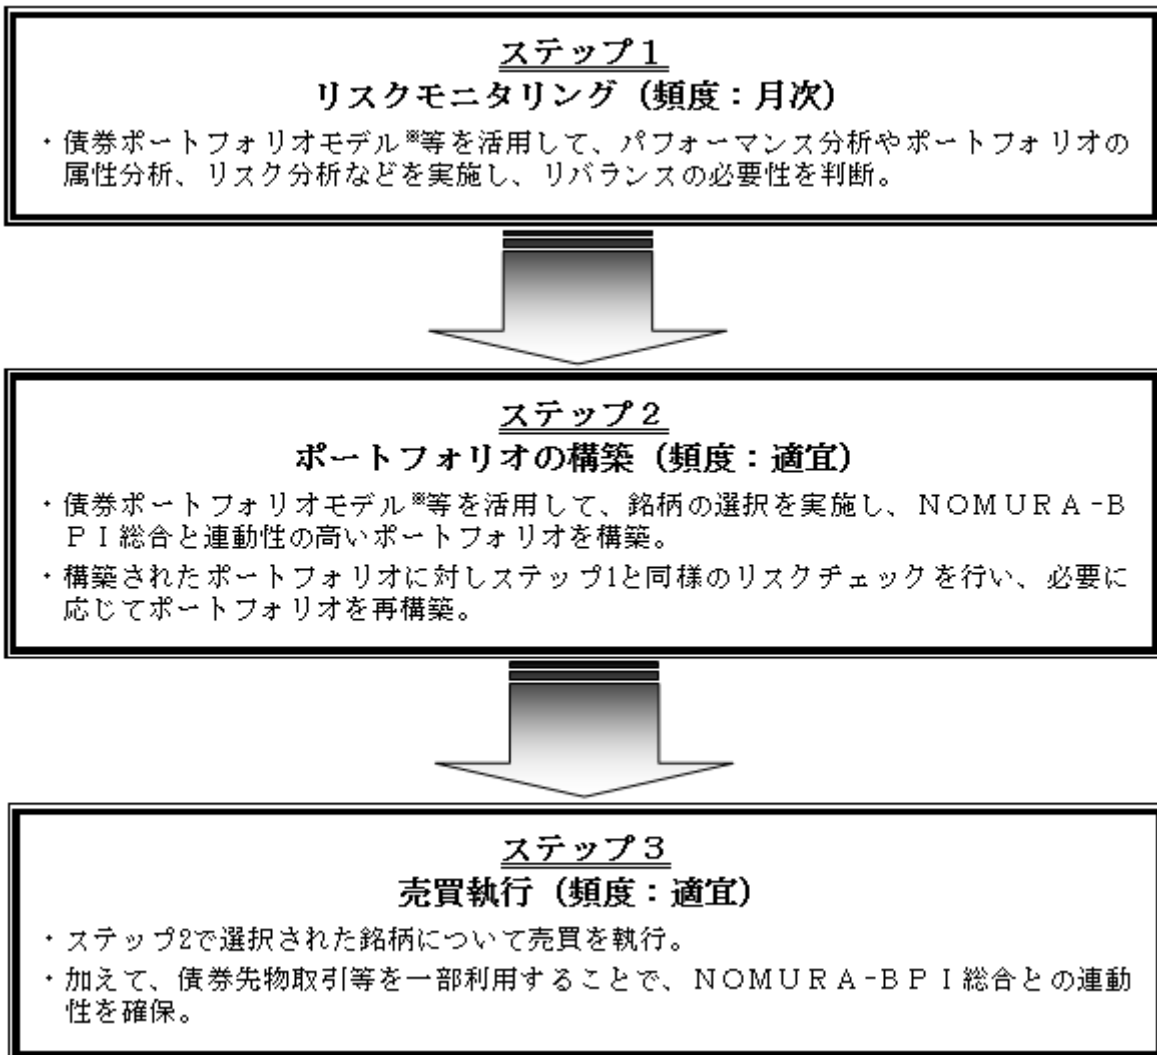 ステップ１
リスクモニタリング（頻度：月次）
・債券ポートフォリオモデル※等を活用して、パフォーマンス分析やポートフォリオの
属性分析、リスク分析などを実施し、リバランスの必要性を判断。
ステップ２
ポートフォリオの構築（頻度：適宜）
・債券ポートフォリオモデル※等を活用して、銘柄の選択を実施し、ＮＯＭＵＲＡ-Ｂ
ＰＩ総合と連動性の高いポートフォリオを構築。
・構築されたポートフォリオに対しステップ1と同様のリスクチェックを行い、必要に
応じてポートフォリオを再構築。
ステップ３
売買執行（頻度：適宜）
・ステップ2で選択された銘柄について売買を執行。
・加えて、債券先物取引等を一部利用することで、ＮＯＭＵＲＡ-ＢＰＩ総合との連動
性を確保。